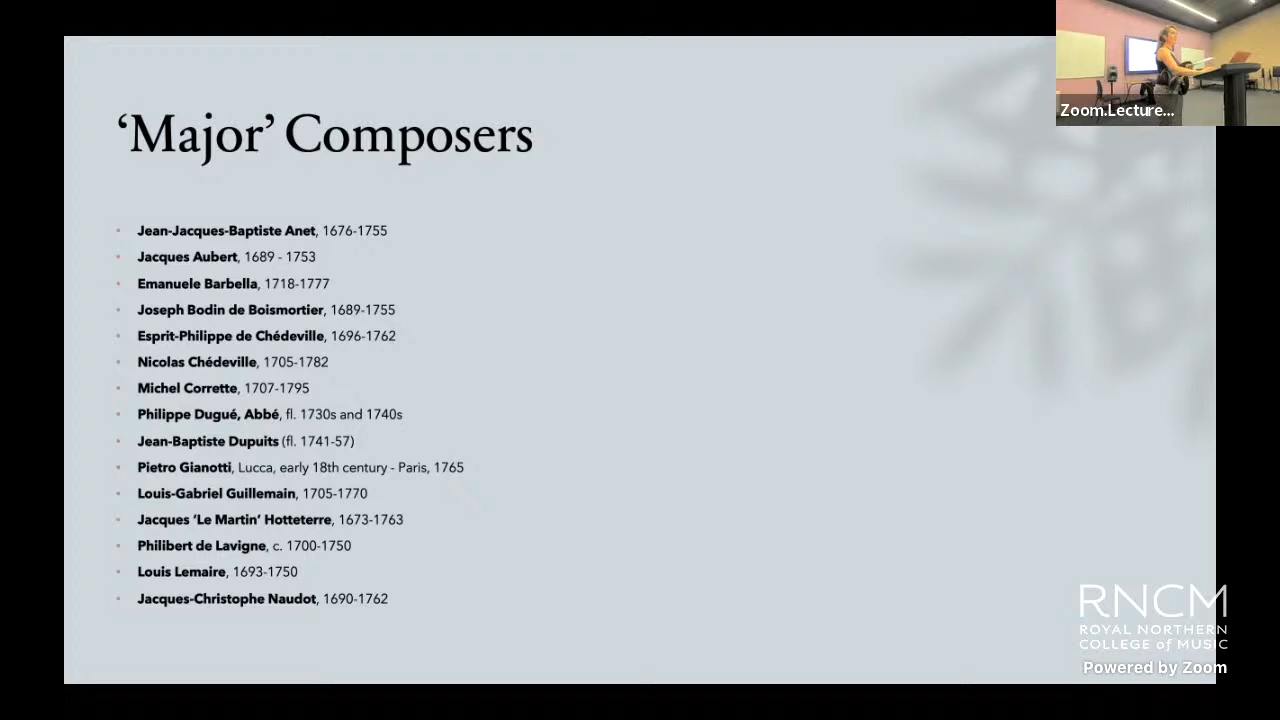 ‘Major’ Composers
• Jean-Jacques-Baptiste Anet, 1676-1755
• Jacques Aubert, 1689 - 1753
• Emanuele Barbella, 1718-1777
• Joseph Bodin de Boismortier, 1689-1755
• Esprit-Philippe de Chédeville, 1696-1762
• Nicolas Chédeville, 1705-1782
• Michel Corrette, 1707-1795
• Philippe Dugué, Abbé, fl. 1730s and 1740s
• Jean-Baptiste Dupuits (fl. 1741-57)
• Pietro Gianotti, Lucca, early 18th century - Paris, 1765
• Louis-Gabriel Guillemain, 1705-1770
• Jacques ‘Le Martin’ Hotteterre, 1673-1763
• Philibert de Lavigne, c. 1700-1750
• Louis Lemaire, 1693-1750
• Jacques-Christophe Naudot, 1690-1762
Zoom.Lecture...
RNCM
ROYAL NORTHERN
COLLEGE of MUSIC
Powered by Zoom